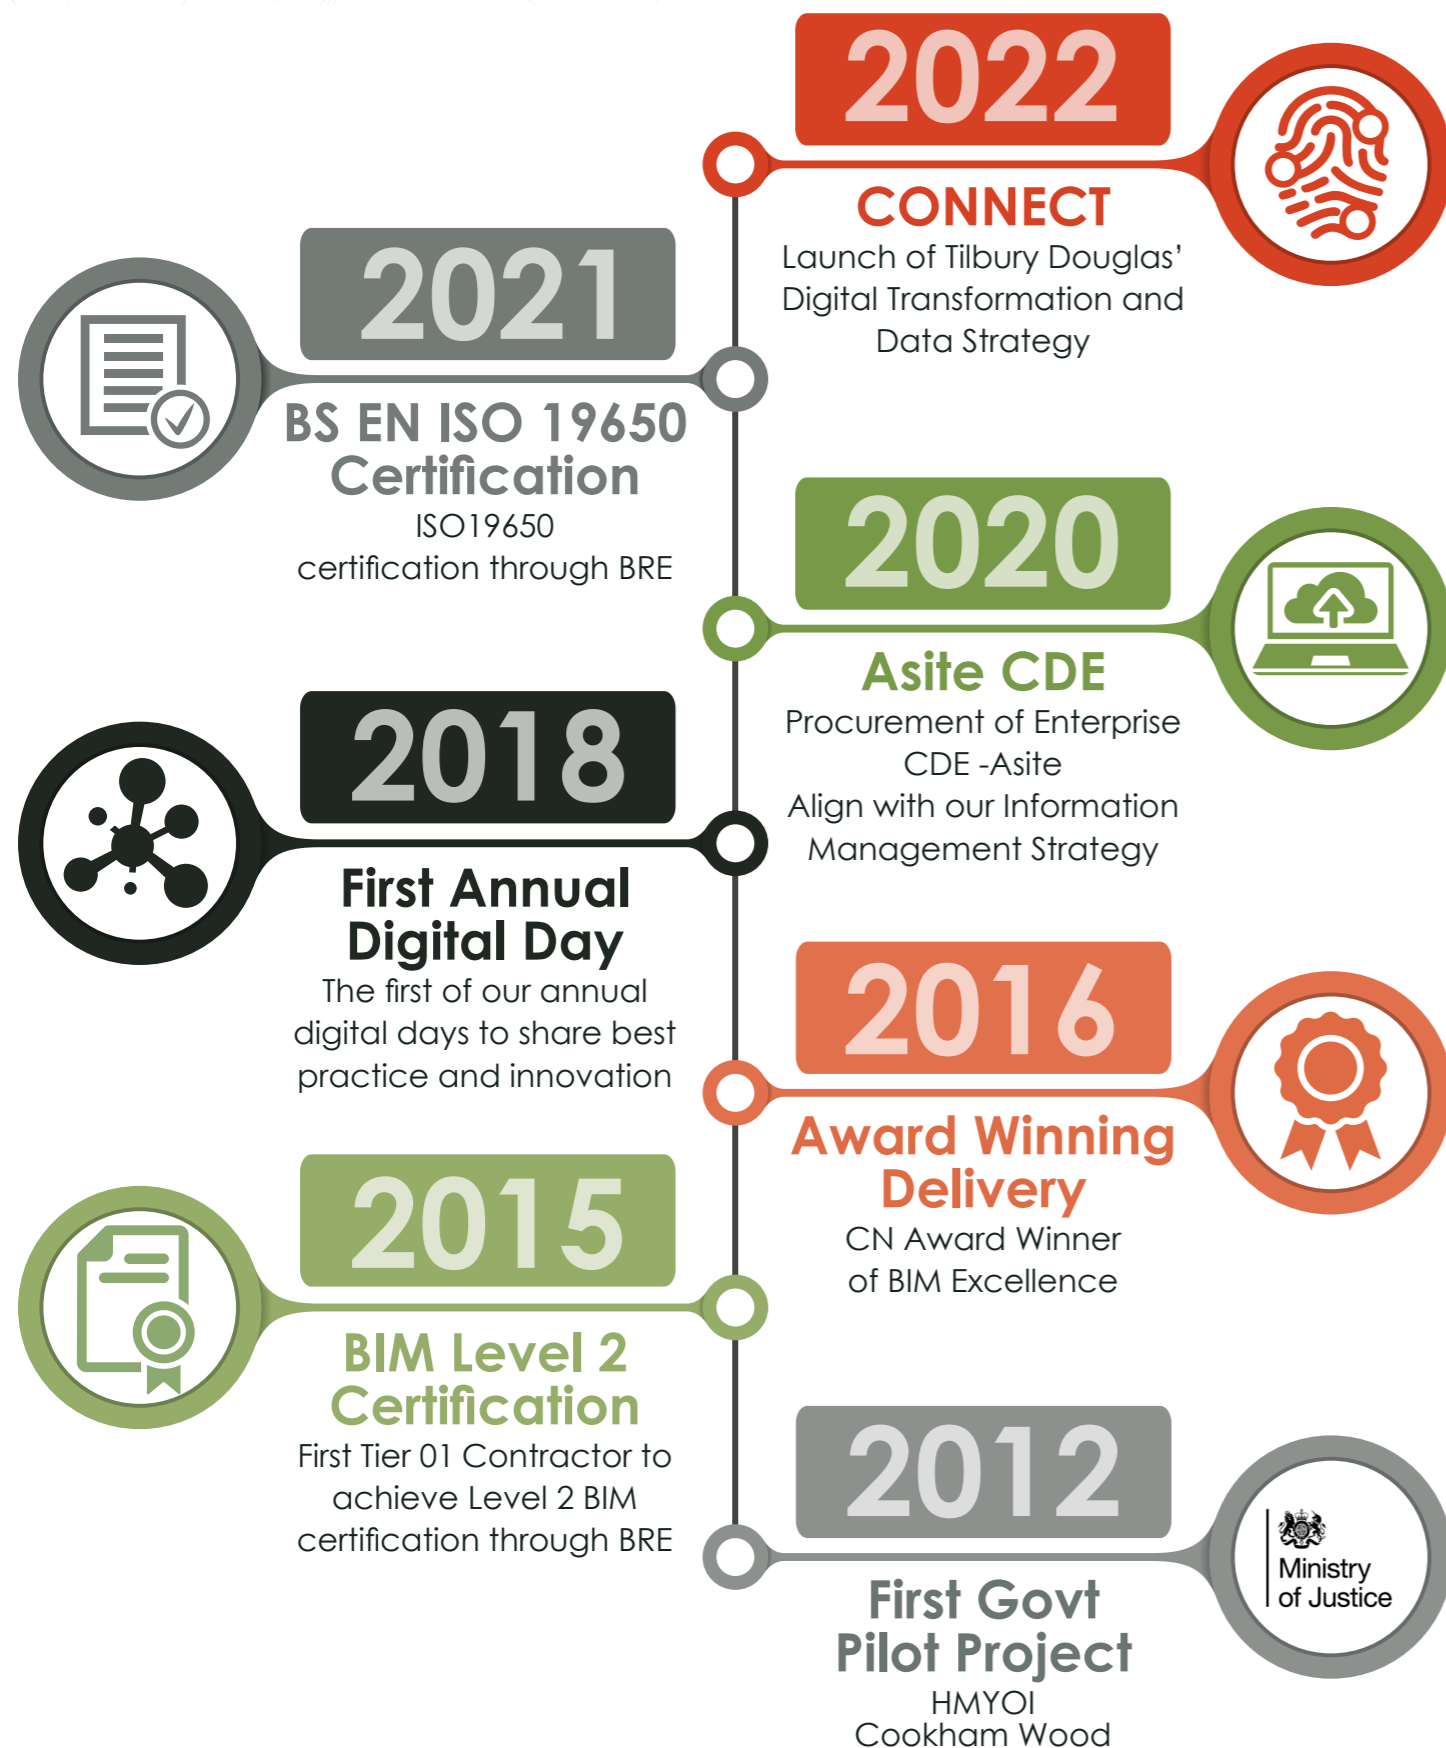 2022
CONNECT
Launch of Tilbury Douglas’
Digital Transformation and
Data Strategy
2021
BS EN ISO 19650
Certification
ISO19650
certification through BRE
2020
Asite CDE
Procurement of Enterprise
CDE -Asite
Align with our Information
Management Strategy
2018
First Annual
Digital Day
The first of our annual
digital days to share best
practice and innovation
2016
Award Winning
Delivery
CN Award Winner
of BIM Excellence
2015
BIM Level 2
Certification
First Tier 01 Contractor to
achieve Level 2 BIM
certification through BRE
2012
Ministry
of Justice
First Govt
Pilot Project
HMYOI
Cookham Wood